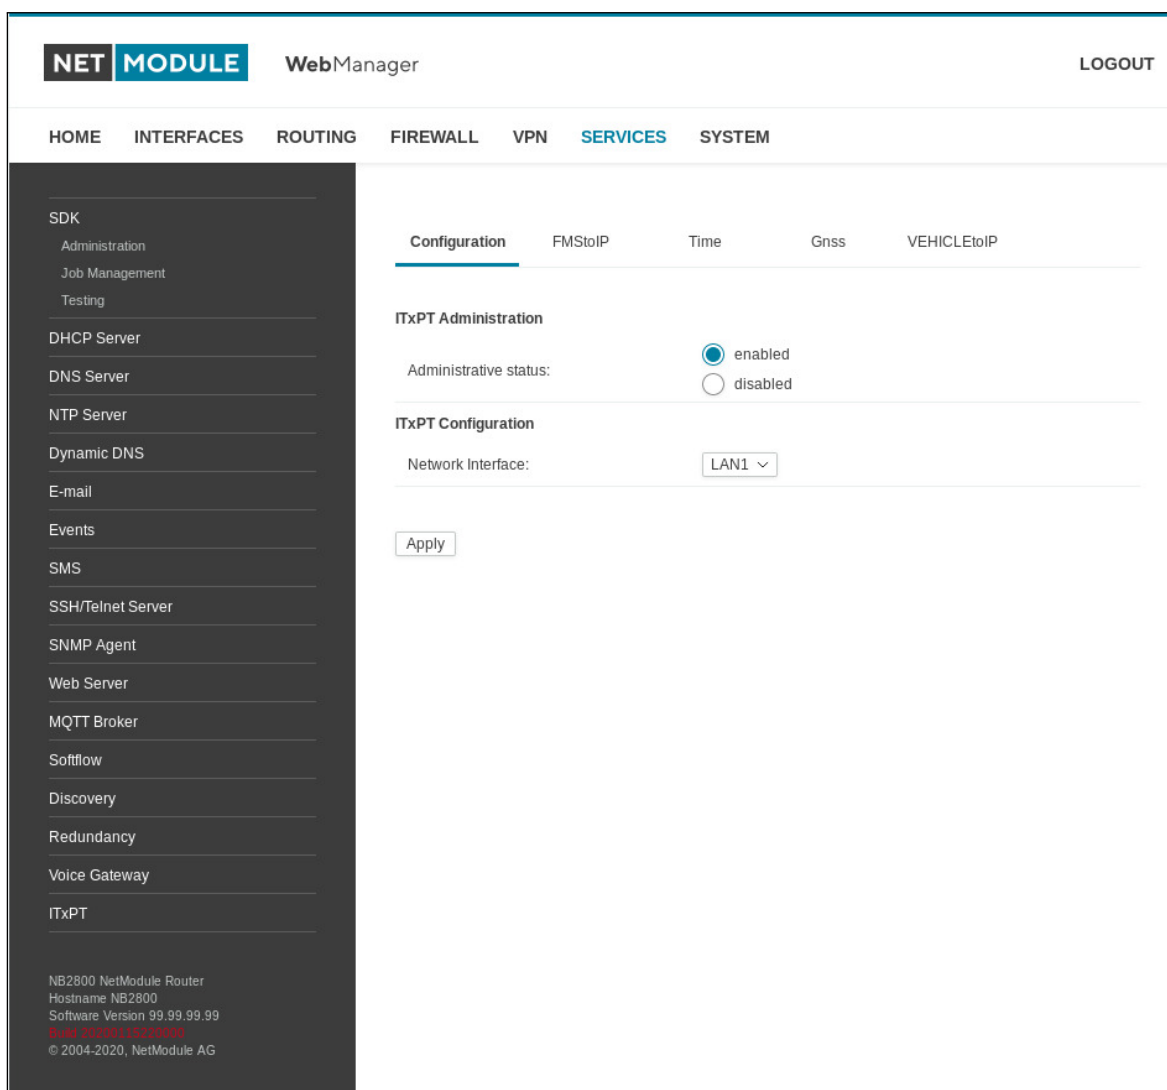 NET MODULE WebManager LOGOUT
HOME INTERFACES ROUTING FIREWALL VPN SERVICES SYSTEM
SDK
Administration
Job Management
Testing
DHCP Server
DNS Server
NTP Server
Dynamic DNS
E-mail
Events
SMS
SSH/Telnet Server
SNMP Agent
Web Server
MQTT Broker
Softflow
Discovery
Redundancy
Voice Gateway
ITxPT
NB2800 NetModule Router
Hostname NB2800
Software Version 99.99.99.99
Build
© 2004-2020, NetModule AG
Configuration FMStoIP Time Gnss VEHICLEtoIP
ITxPT Administration
Administrative status:
enabled
disabled
ITxPT Configuration
Network Interface: LAN1
Apply